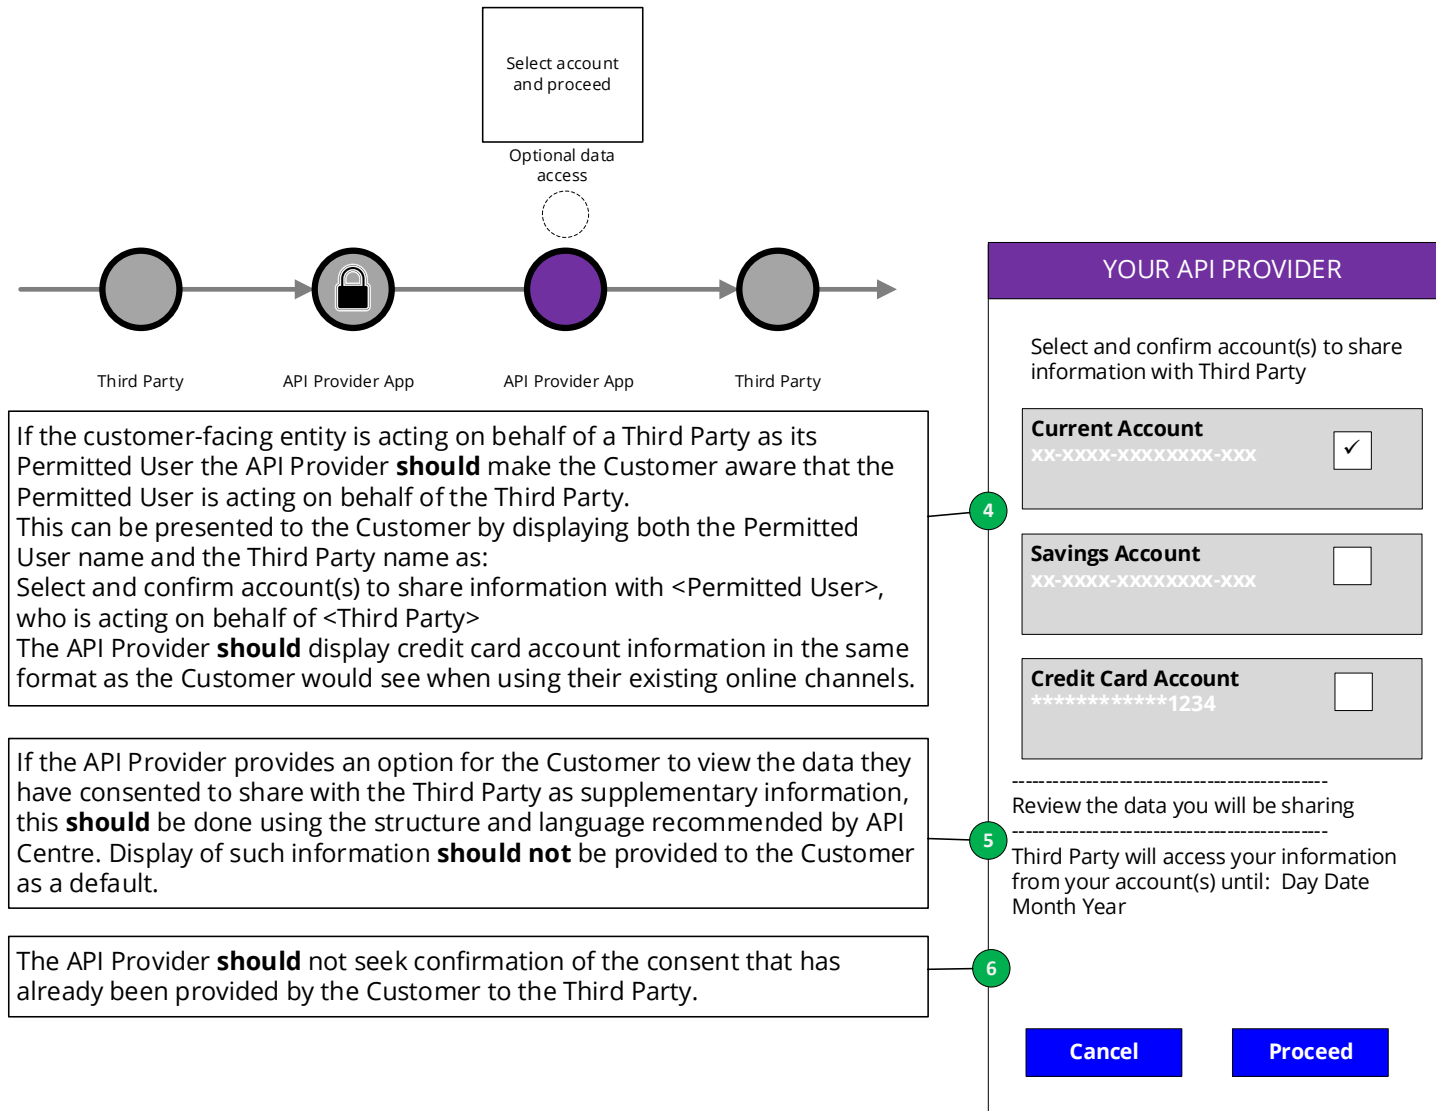 Select account
and proceed
Optional data
access
Third Party
API Provider App
API Provider App
Third Party
If the customer-facing entity is acting on behalf of a Third Party as its
Permitted User the API Provider should make the Customer aware that the
Permitted User is acting on behalf of the Third Party.
This can be presented to the Customer by displaying both the Permitted
User name and the Third Party name as:
Select and confirm account(s) to share information with <Permitted User>,
who is acting on behalf of <Third Party>
The API Provider should display credit card account information in the same
format as the Customer would see when using their existing online channels.
4
If the API Provider provides an option for the Customer to view the data they
have consented to share with the Third Party as supplementary information,
this should be done using the structure and language recommended by API
Centre. Display of such information should not be provided to the Customer
as a default.
5
The API Provider should not seek confirmation of the consent that has
already been provided by the Customer to the Third Party.
6
YOUR API PROVIDER
Select and confirm account(s) to share
information with Third Party
Current Account
xx-xxxx-xxxxxxxx-xxx
✓
Savings Account
xx-xxxx-xxxxxxxx-xxx
Credit Card Account
************1234
-----------------------------------------------
Review the data you will be sharing
-----------------------------------------------
Third Party will access your information
from your account(s) until:  Day Date
Month Year
Cancel
Proceed